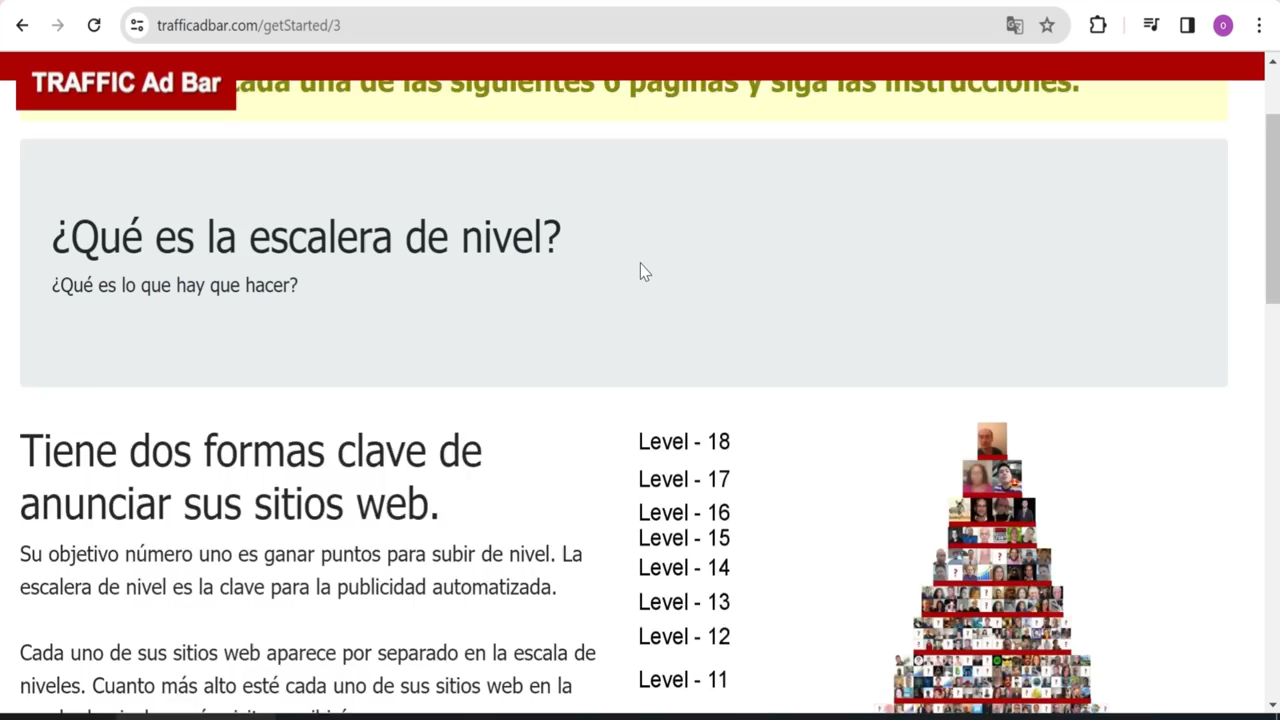 trafficadbar.com/getStarted/3
o
TRAFFIC Ad Bar
cada una de las siguientes 6 páginas y siga las instrucciones.
¿Qué es la escalera de nivel?
¿Qué es lo que hay que hacer?
Tiene dos formas clave de
anunciar sus sitios web.
Su objetivo número uno es ganar puntos para subir de nivel. La
escalera de nivel es la clave para la publicidad automatizada.
Cada uno de sus sitios web aparece por separado en la escala de
niveles. Cuanto más alto esté cada uno de sus sitios web en la
Level - 18
Level - 17
Level - 16
Level - 15
Level - 14
Level - 13
Level - 12
Level - 11